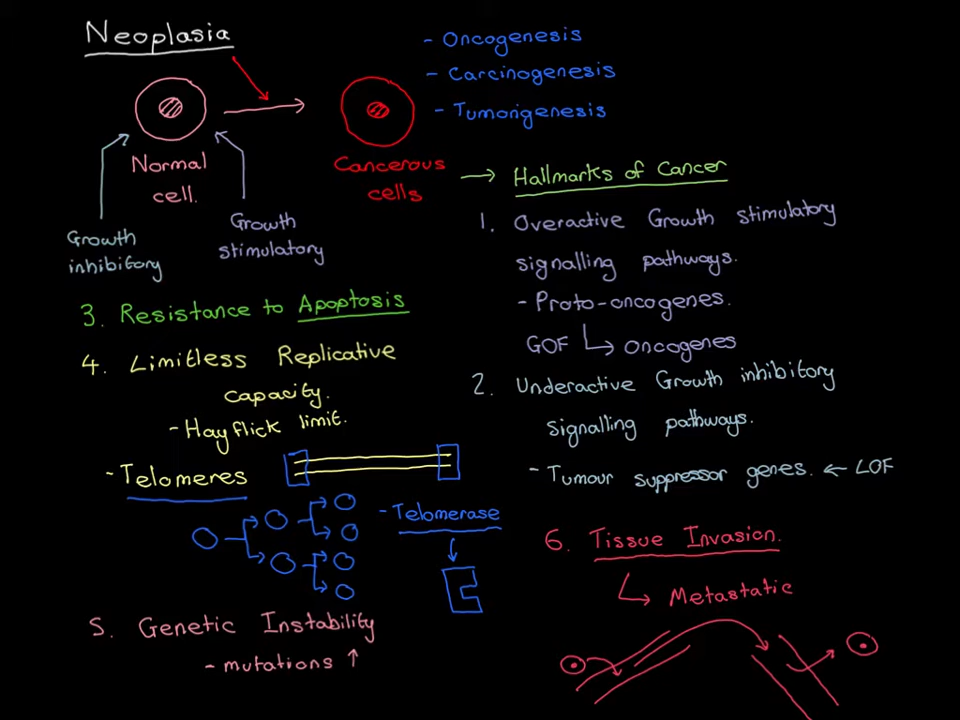 Neoplasia
- Oncogenesis
- Carcinogenesis
- Tumorigenesis
Normal
cell.
Cancerous
cells
Growth
inhibitory
Growth
stimulatory
Hallmarks of Cancer
1. Overactive Growth stimulatory
signalling pathways.
- Proto-oncogenes.
GOF
oncogenes
2. Underactive Growth inhibitory
signalling pathways.
- Tumour suppressor genes. ← LOF
3. Resistance to Apoptosis
4. Limitless Replicative
capacity.
- Hayflick limit.
- Telomeres
- Telomerase
5. Genetic Instability
- mutations ↑
6. Tissue Invasion.
Metastatic